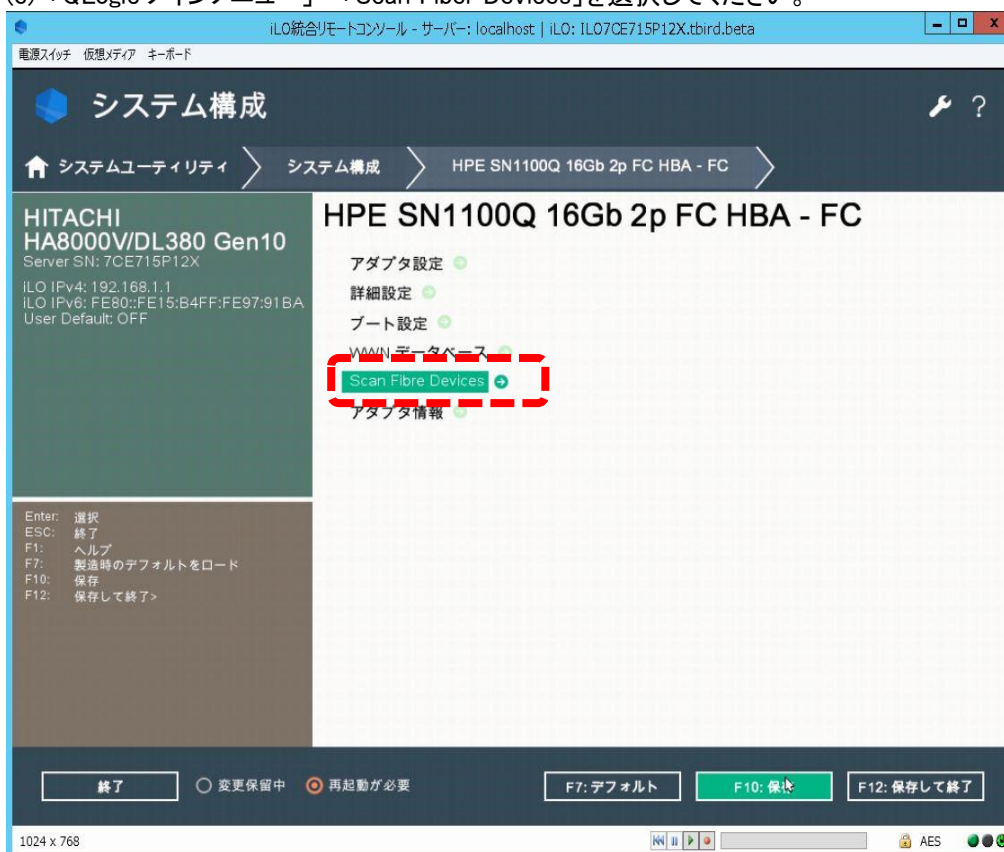 iLO統合リモートコンソール - サーバー: localhost | iLO: ILO7CE715P12X.tbird.beta
電源スイッチ 仮想メディア キーボード
システム構成
?
システムユーティリティ システム構成 HPE SN1100Q 16Gb 2p FC HBA - FC
HITACHI
HA8000V/DL380 Gen10
Server SN: 7CE715P12X
iLO IPv4: 192.168.1.1
iLO IPv6: FE80::FE15:B4FF:FE97:91BA
User Default: OFF
HPE SN1100Q 16Gb 2p FC HBA - FC
アダプタ設定
詳細設定
ブート設定
WWN データベース
Scan Fibre Devices
アダプタ情報
Enter: 選択
ESC: 終了
F1: ヘルプ
F7: 製造時のデフォルトをロード
F10: 保存
F12: 保存して終了>
終了 変更保留中 再起動が必要 F7: デフォルト F10: 保存 F12: 保存して終了
1024 x 768 AES